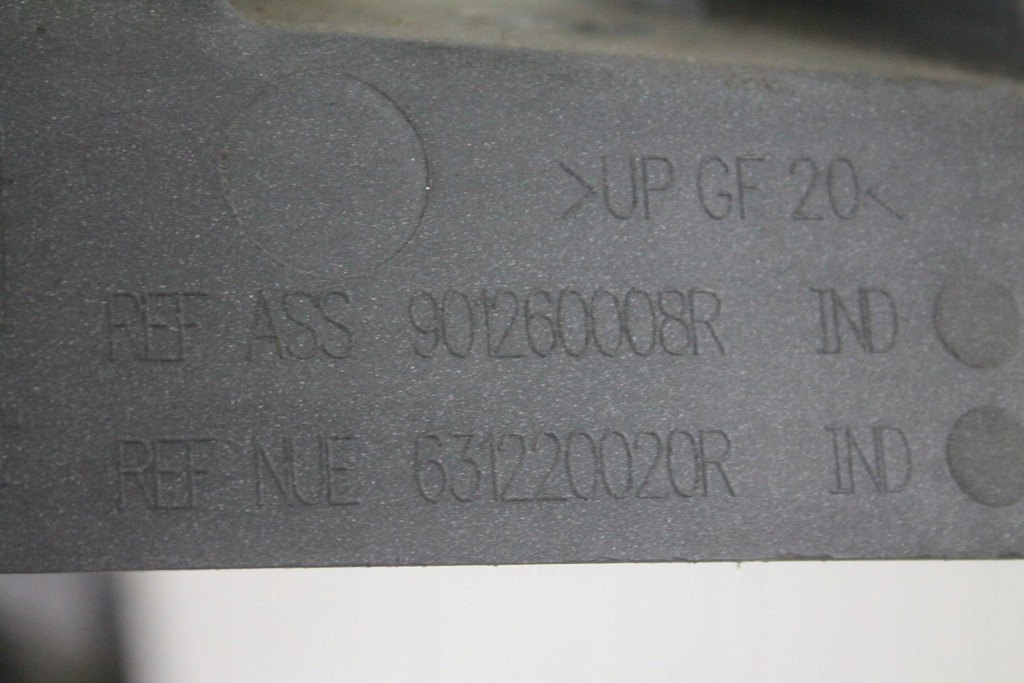 >UP GF 20<
REF ASS 901260008R IND
REF NUE 631220020R IND